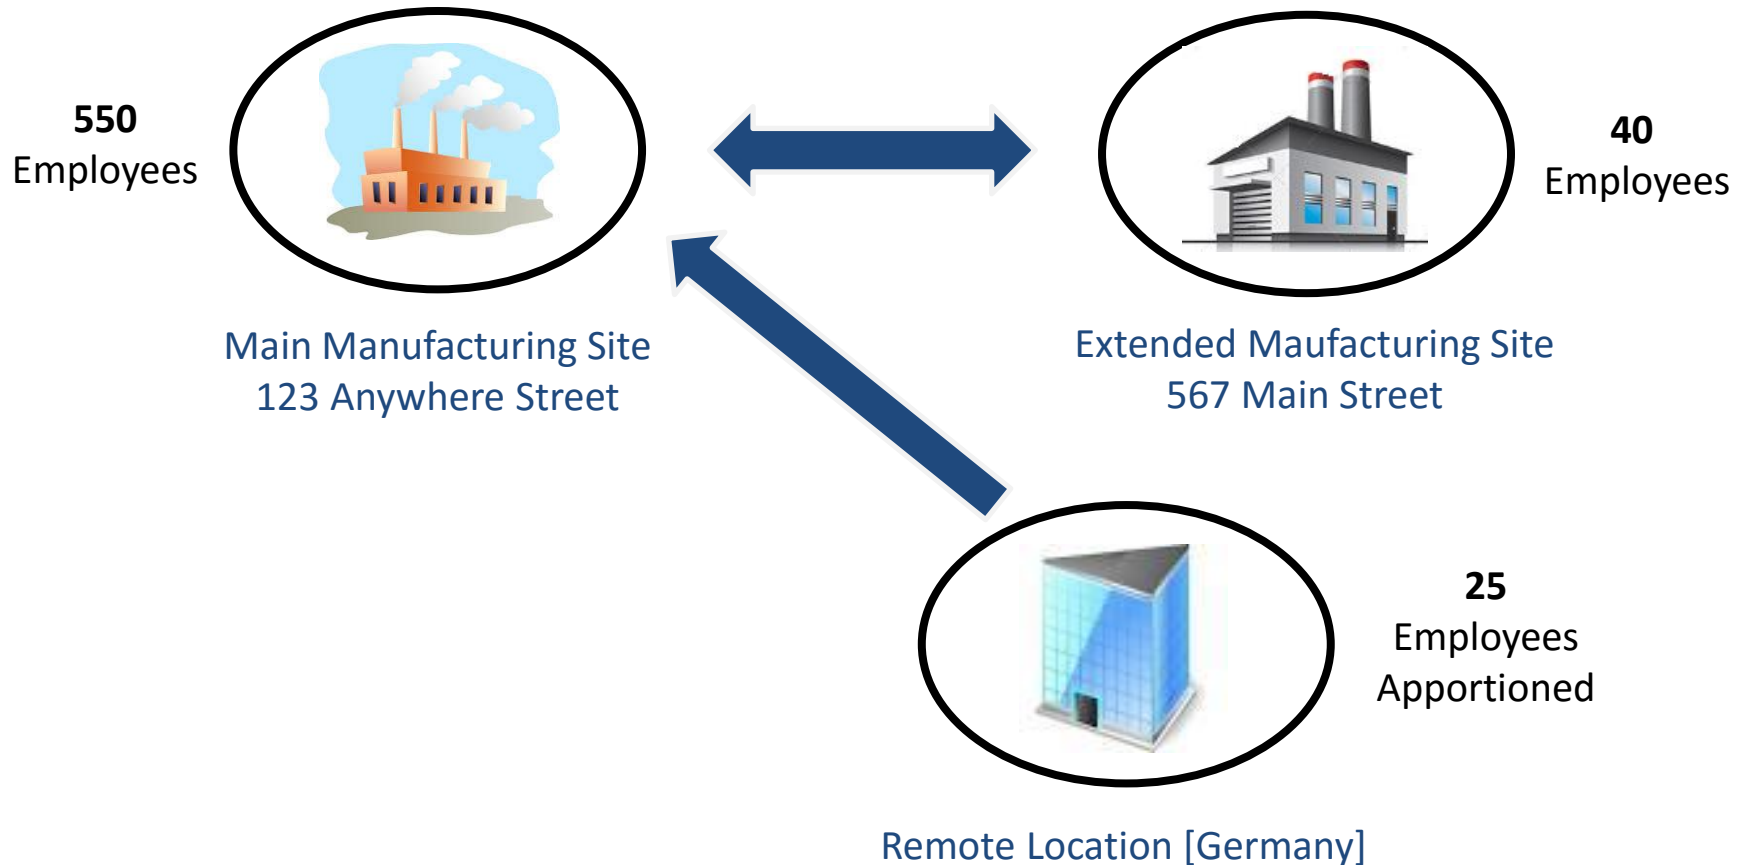 550
Employees
40
Employees
Main Manufacturing Site
123 Anywhere Street
Extended Maufacturing Site
567 Main Street
25
Employees
Apportioned
Remote Location [Germany]